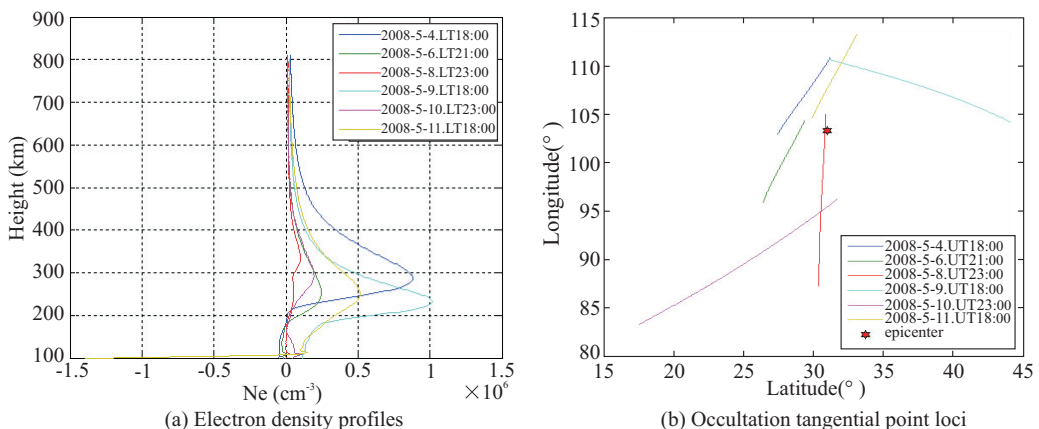 900
800
700
600
500
400
300
200
100
Height (km)
2008-5-4.LT18:00
2008-5-6.LT21:00
2008-5-8.LT23:00
2008-5-9.LT18:00
2008-5-10.LT23:00
2008-5-11.LT18:00
-1.5 -1 -0.5 0 0.5 1 1.5
Ne (cm⁻³) ×10⁶
(a) Electron density profiles
115
110
105
100
95
90
85
80
Longitude(°)
2008-5-4.UT18:00
2008-5-6.UT21:00
2008-5-8.UT23:00
2008-5-9.UT18:00
2008-5-10.UT23:00
2008-5-11.UT18:00
epicenter
15 20 25 30 35 40 45
Latitude(°)
(b) Occultation tangential point loci